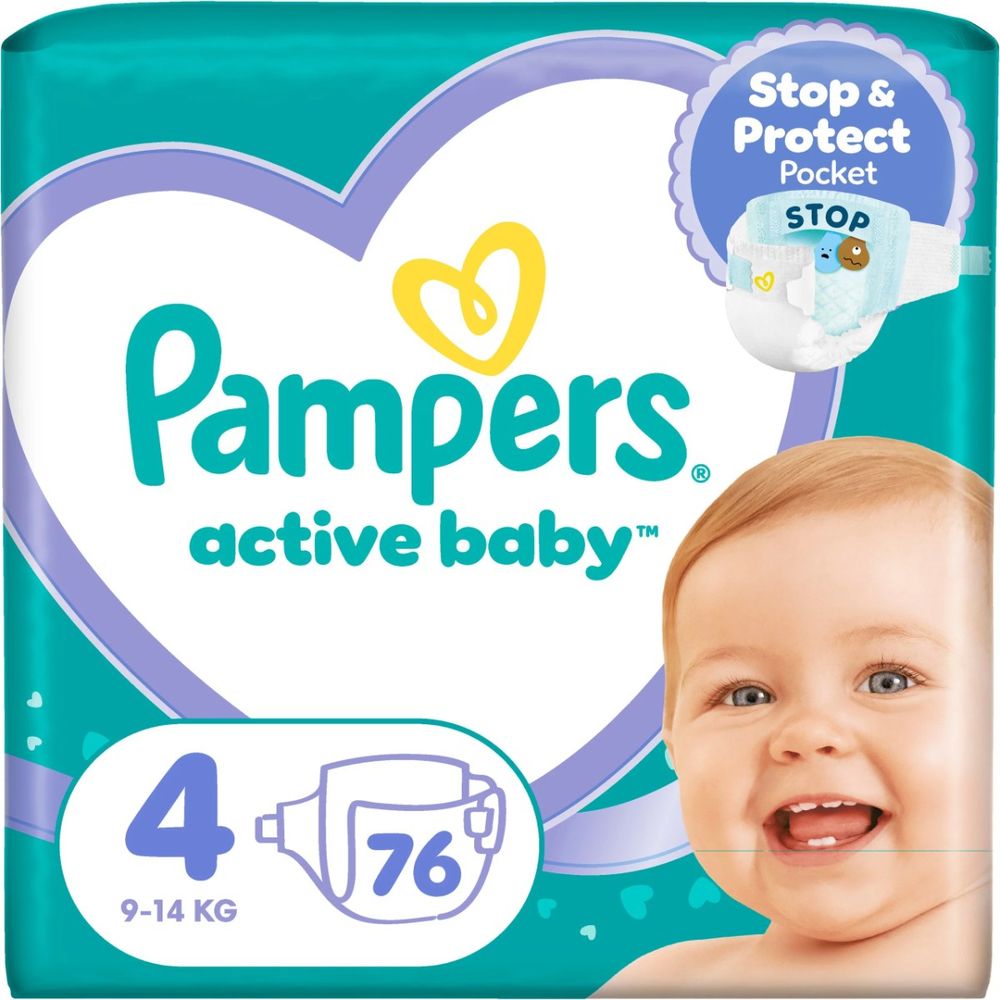 Stop &
Protect
Pocket
STOP
Pampers®
active baby™
4
76
9-14 KG